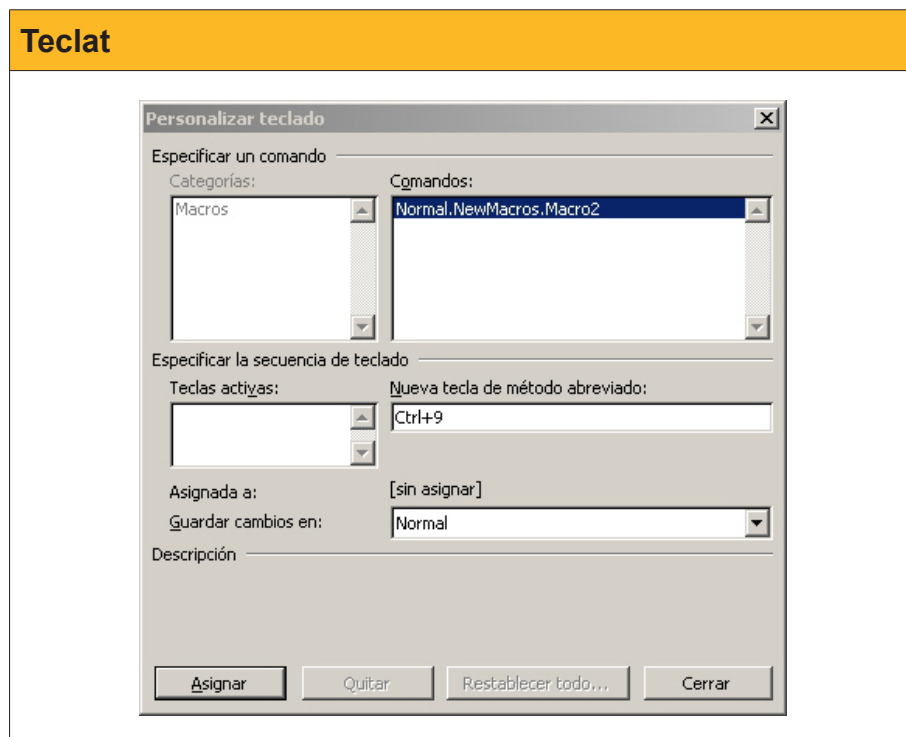 Teclat
Personalizar teclado
Especificar un comando
Categorías:
Comandos:
Macros
Normal.NewMacros.Macro2
Especificar la secuencia de teclado
Teclas activas:
Nueva tecla de método abreviado:
Ctrl+9
Asignada a:
[sin asignar]
Guardar cambios en:
Normal
Descripción
Asignar
Quitar
Restablecer todo...
Cerrar